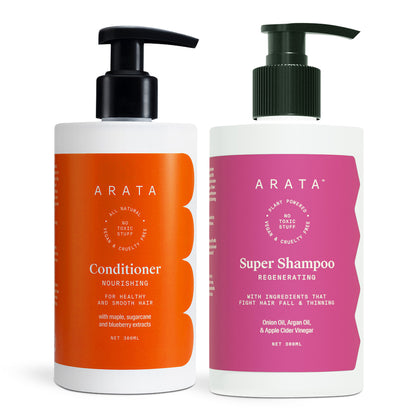 ARATA
ALL NATURAL
VEGAN & CRUELTY FREE
NO
TOXIC
STUFF
Conditioner
NOURISHING
FOR HEALTHY
AND SMOOTH HAIR
with maple, sugarcane
and blueberry extracts
NET 300ML
ARATA™
PLANT POWERED
VEGAN & CRUELTY FREE
NO
TOXIC
STUFF
Super Shampoo
REGENERATING
WITH INGREDIENTS THAT
FIGHT HAIR FALL & THINNING
Onion Oil, Argan Oil,
& Apple Cider Vinegar
NET 300ML